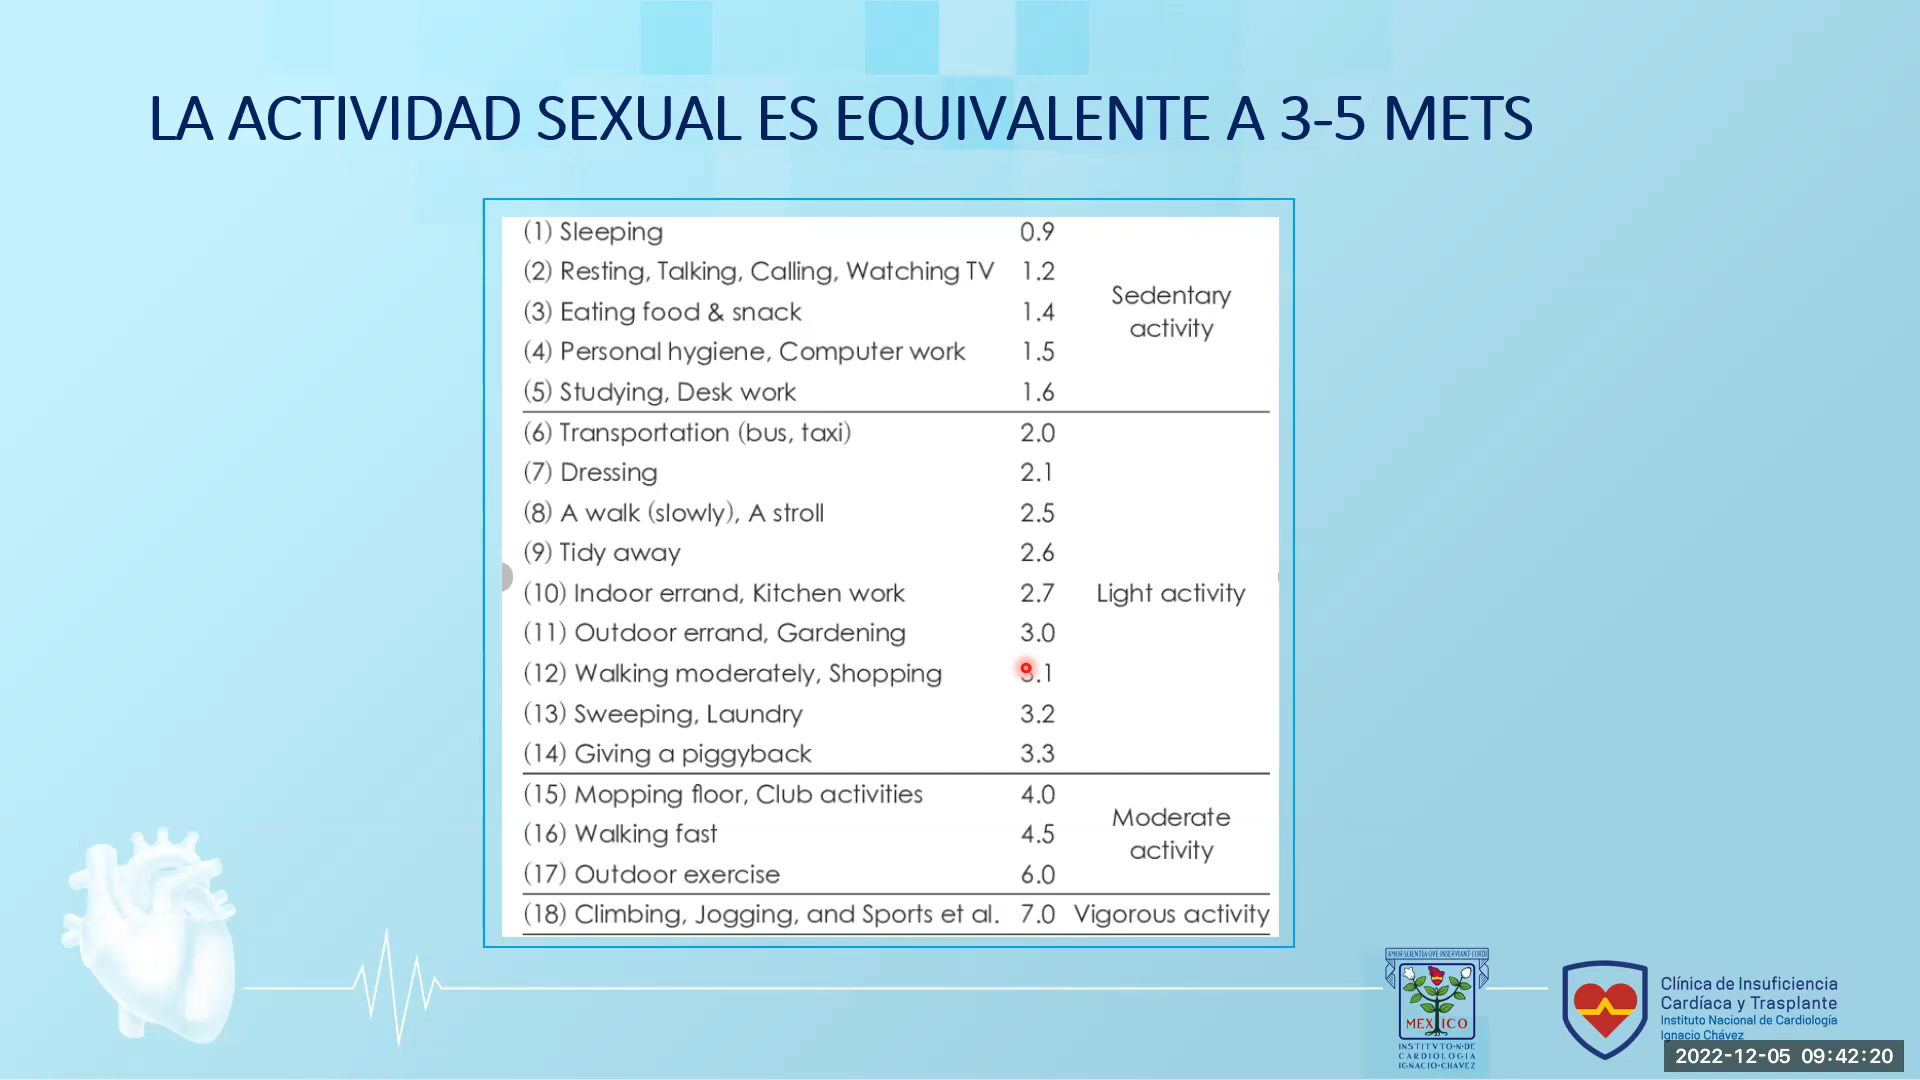 LA ACTIVIDAD SEXUAL ES EQUIVALENTE A 3-5 METS
(1) Sleeping 0.9
(2) Resting, Talking, Calling, Watching TV 1.2
(3) Eating food & snack 1.4
(4) Personal hygiene, Computer work 1.5
(5) Studying, Desk work 1.6
Sedentary
activity
(6) Transportation (bus, taxi) 2.0
(7) Dressing 2.1
(8) A walk (slowly), A stroll 2.5
(9) Tidy away 2.6
(10) Indoor errand, Kitchen work 2.7 Light activity
(11) Outdoor errand, Gardening 3.0
(12) Walking moderately, Shopping 3.1
(13) Sweeping, Laundry 3.2
(14) Giving a piggyback 3.3
(15) Mopping floor, Club activities 4.0
(16) Walking fast 4.5
(17) Outdoor exercise 6.0
Moderate
activity
(18) Climbing, Jogging, and Sports et al. 7.0 Vigorous activity
MEXICO
INSTITVTO·N·DE
CARDIOLOGIA
IGNACIO·CHAVEZ
Clínica de Insuficiencia
Cardíaca y Trasplante
Instituto Nacional de Cardiología
Ignacio Chávez
2022-12-05 09:42:20